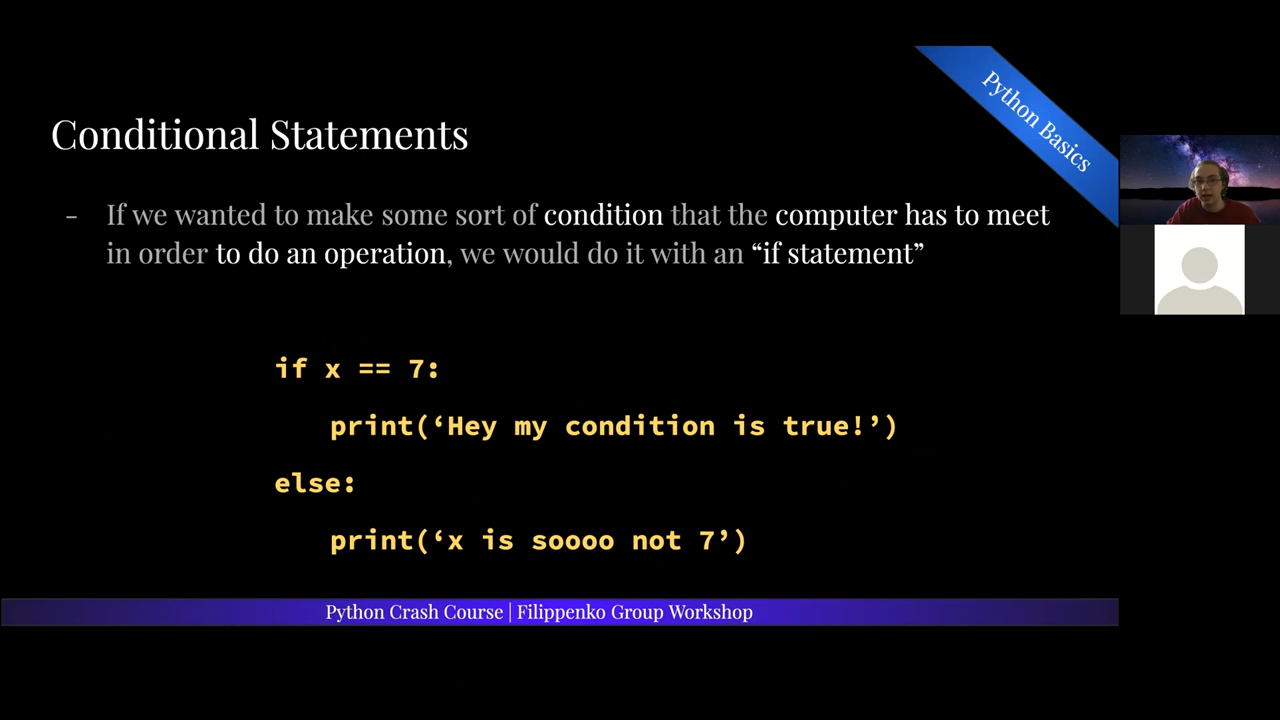 Python Basics
Conditional Statements
- If we wanted to make some sort of condition that the computer has to meet
in order to do an operation, we would do it with an “if statement”
if x == 7:
print(‘Hey my condition is true!’)
else:
print(‘x is soooo not 7’)
Python Crash Course | Filippenko Group Workshop